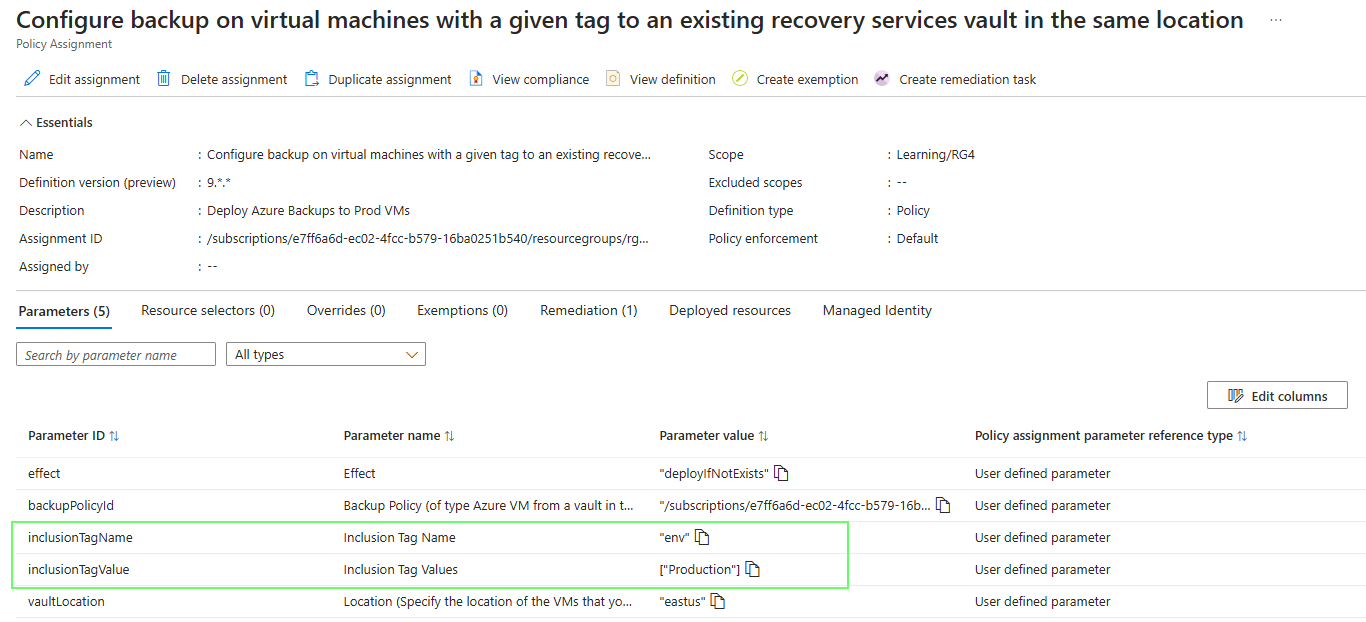 Configure backup on virtual machines with a given tag to an existing recovery services vault in the same location ...
Policy Assignment
Edit assignment Delete assignment Duplicate assignment View compliance View definition Create exemption Create remediation task
Essentials
Name : Configure backup on virtual machines with a given tag to an existing recove... Scope : Learning/RG4
Definition version (preview) : 9.*.* Excluded scopes : --
Description : Deploy Azure Backups to Prod VMs Definition type : Policy
Assignment ID : /subscriptions/e7ff6a6d-ec02-4fcc-b579-16ba0251b540/resourcegroups/rg... Policy enforcement : Default
Assigned by : --
Parameters (5) Resource selectors (0) Overrides (0) Exemptions (0) Remediation (1) Deployed resources Managed Identity
Search by parameter name All types
Edit columns
Parameter ID Parameter name Parameter value Policy assignment parameter reference type
effect Effect "deployIfNotExists" User defined parameter
backupPolicyId Backup Policy (of type Azure VM from a vault in t... "/subscriptions/e7ff6a6d-ec02-4fcc-b579-16b... User defined parameter
inclusionTagName Inclusion Tag Name "env" User defined parameter
inclusionTagValue Inclusion Tag Values ["Production"] User defined parameter
vaultLocation Location (Specify the location of the VMs that yo... "eastus" User defined parameter